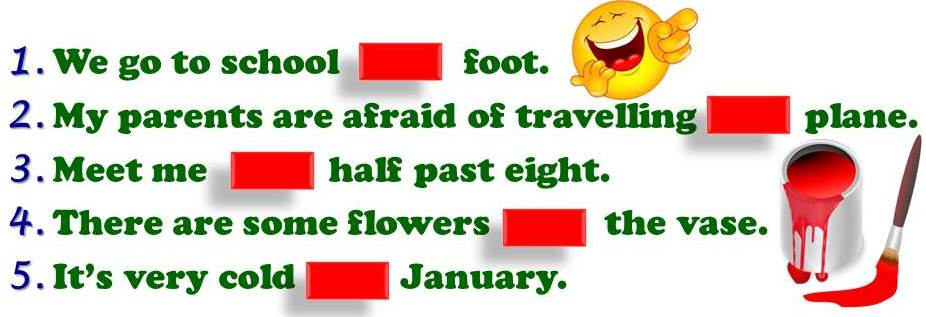 1. We go to school foot.
2. My parents are afraid of travelling plane.
3. Meet me half past eight.
4. There are some flowers the vase.
5. It's very cold January.